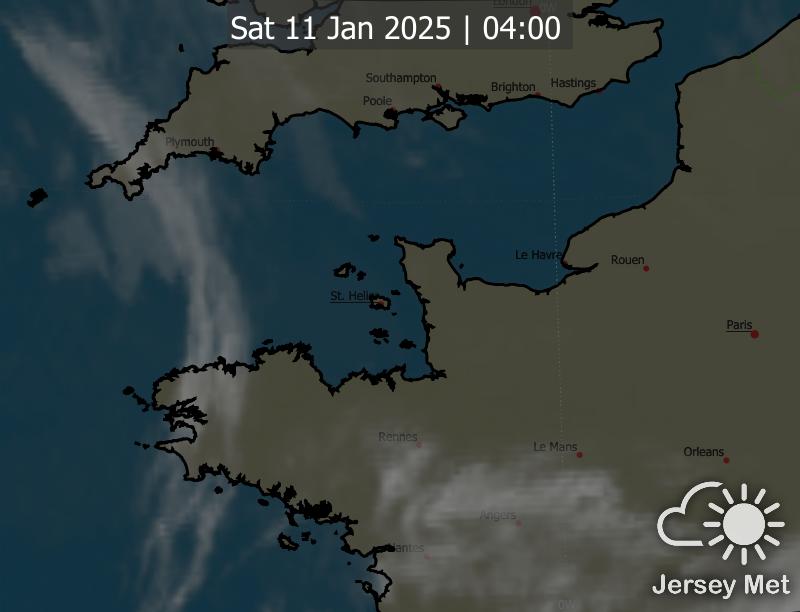 London
Sat 11 Jan 2025 | 04:00
Southampton
Brighton
Hastings
Poole
Plymouth
Le Havre
Rouen
St. Helier
Paris
Rennes
Le Mans
Orleans
Angers
Nantes
Jersey Met